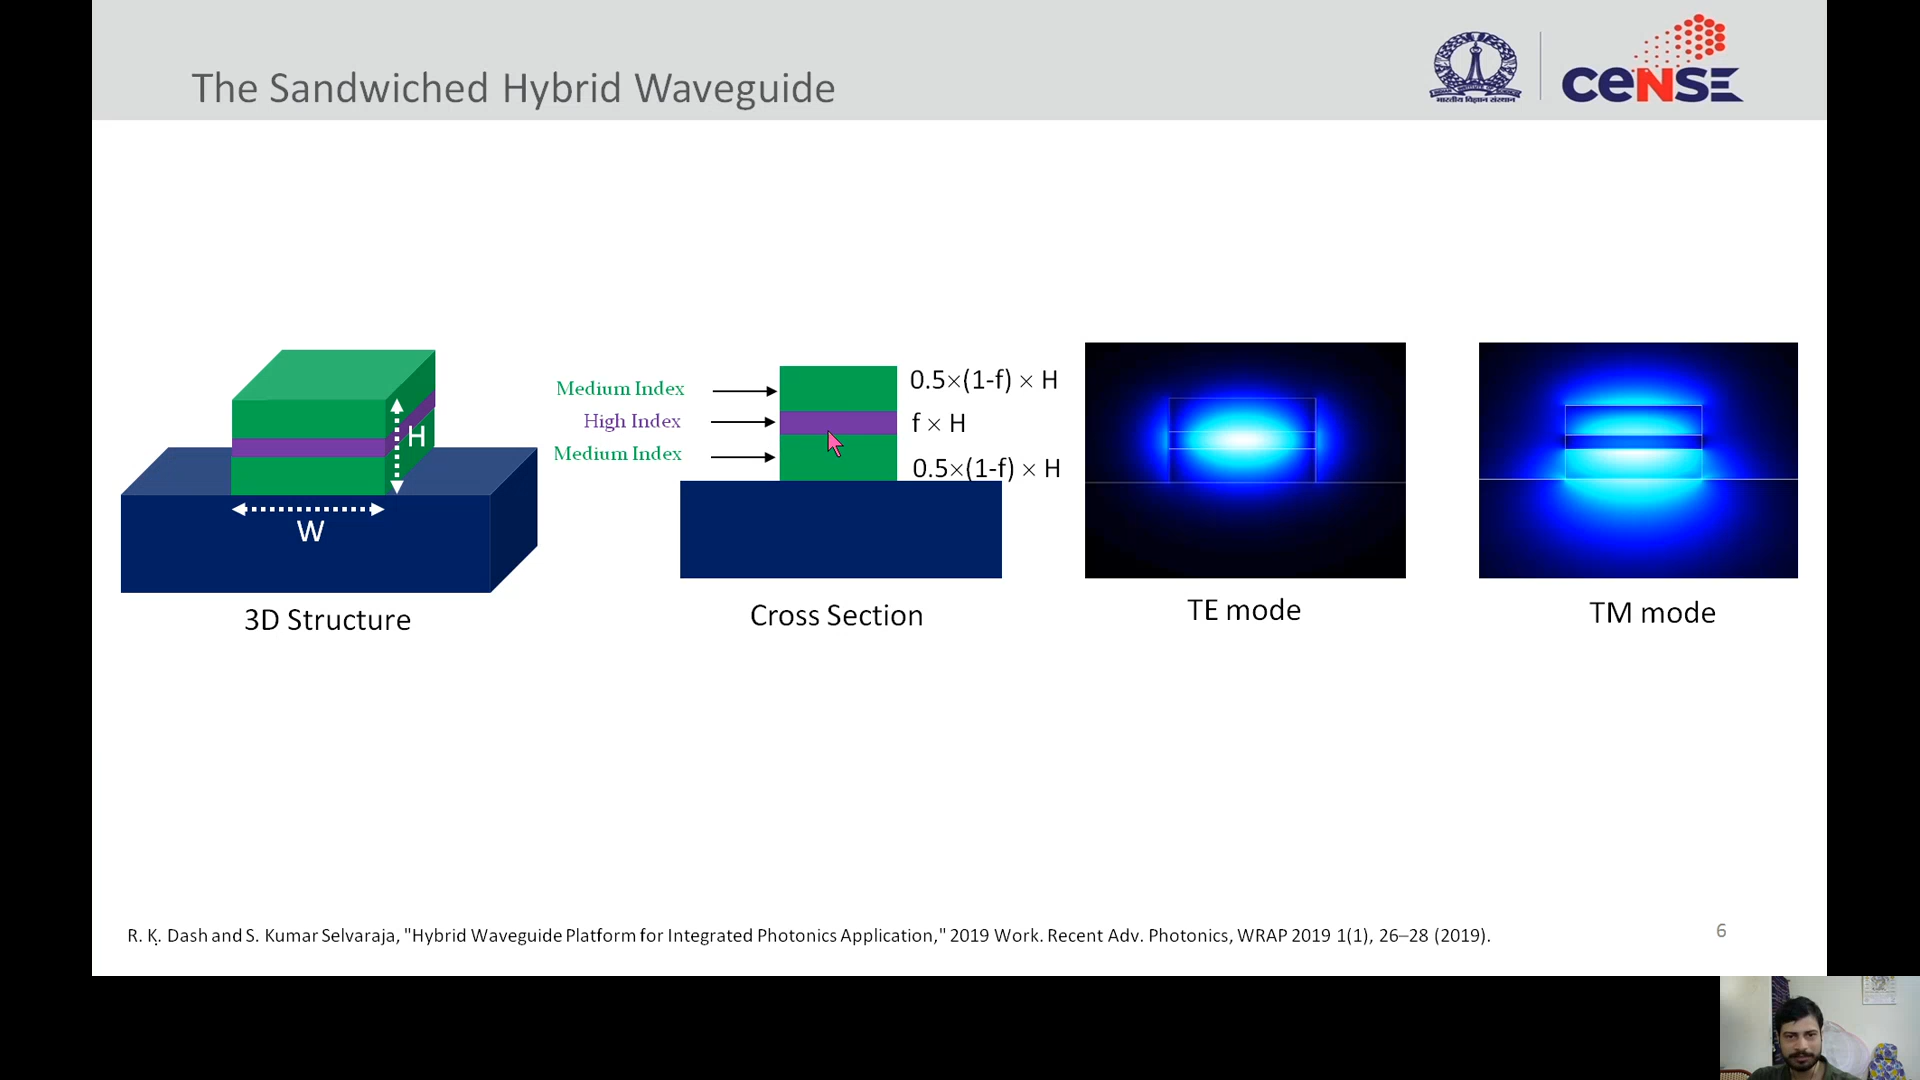 The Sandwiched Hybrid Waveguide
भारतीय विज्ञान संस्थान
ceNSE
H
W
3D Structure
Medium Index
High Index
Medium Index
0.5×(1-f) × H
f × H
0.5×(1-f) × H
Cross Section
TE mode
TM mode
R. K. Dash and S. Kumar Selvaraja, "Hybrid Waveguide Platform for Integrated Photonics Application," 2019 Work. Recent Adv. Photonics, WRAP 2019 1(1), 26–28 (2019).
6